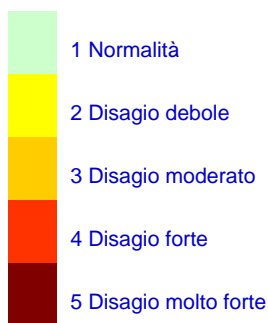 1 Normalità
2 Disagio debole
3 Disagio moderato
4 Disagio forte
5 Disagio molto forte